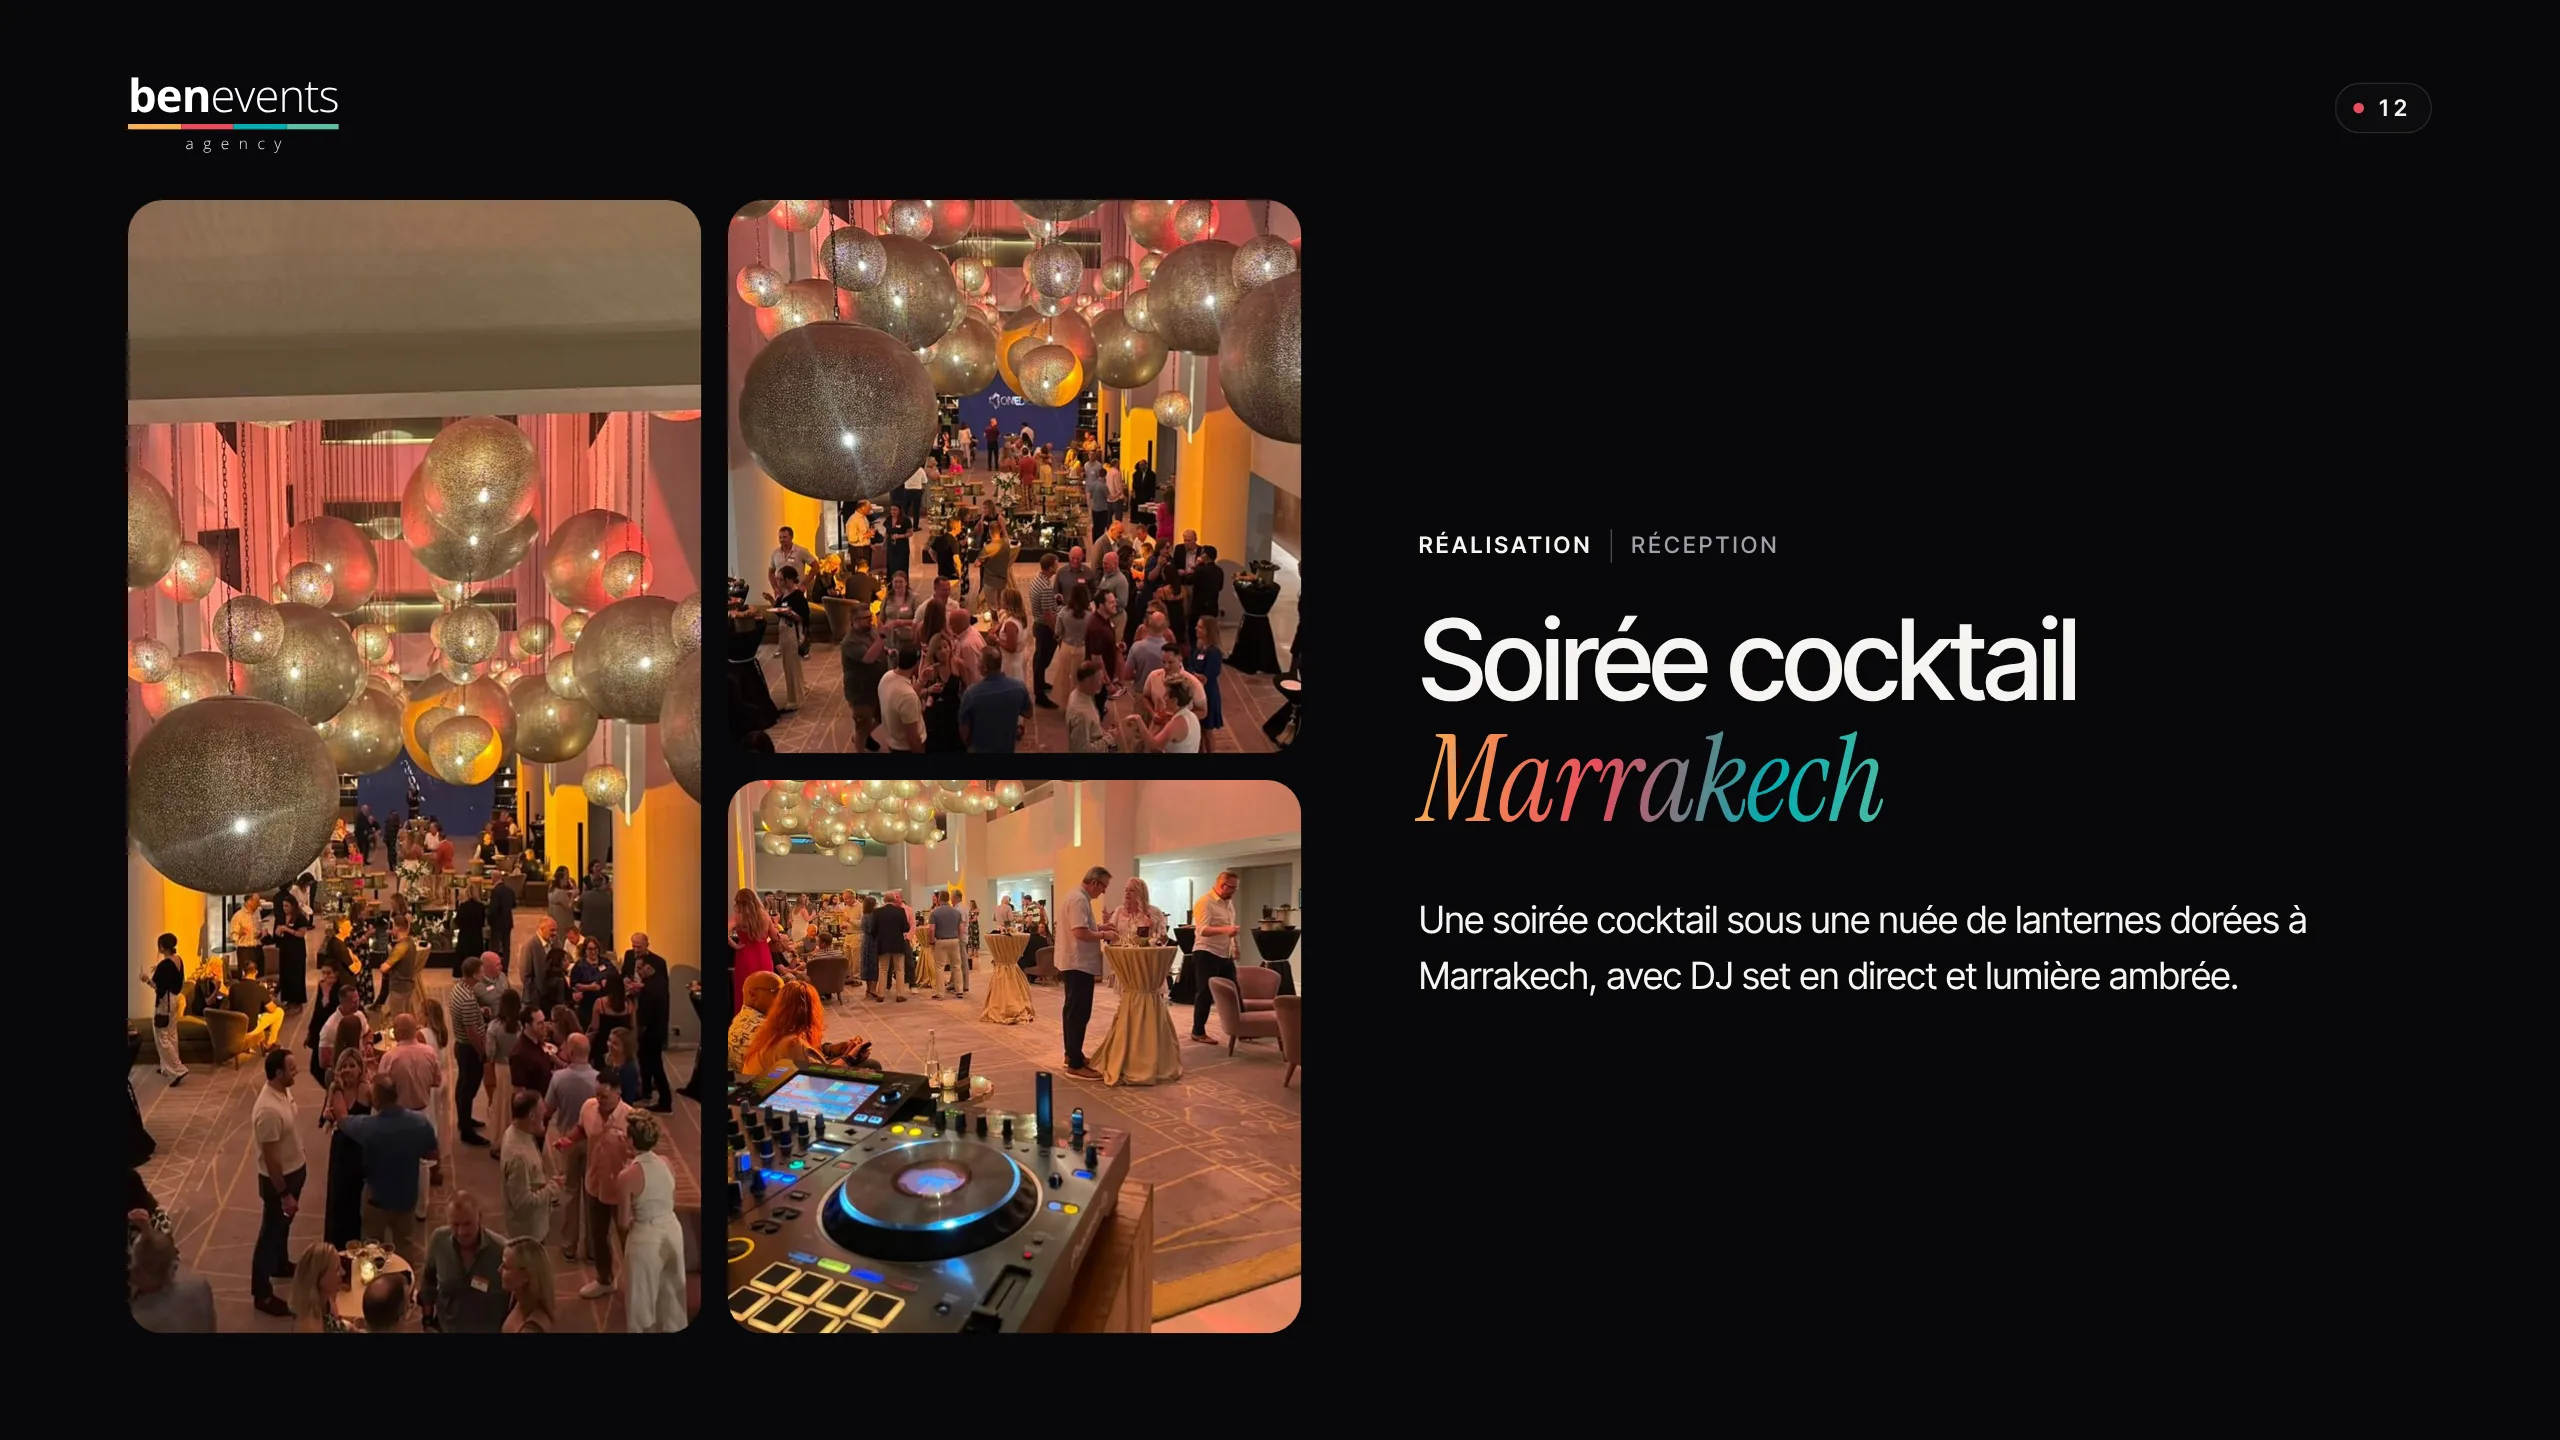 benevents
agency
12
RÉALISATION | RÉCEPTION
Soirée cocktail
Marrakech
Une soirée cocktail sous une nuée de lanternes dorées à
Marrakech, avec DJ set en direct et lumière ambrée.